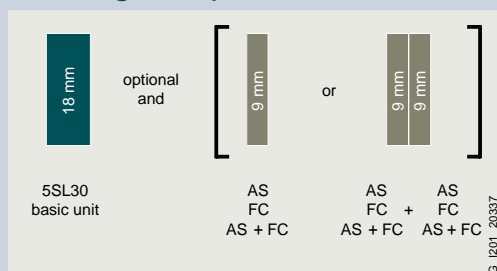 18 mm
optional
and
9 mm
or
9 mm
9 mm
5SL30
basic unit
AS
FC
AS + FC
AS AS
FC + FC
AS + FC AS + FC
I201_20337